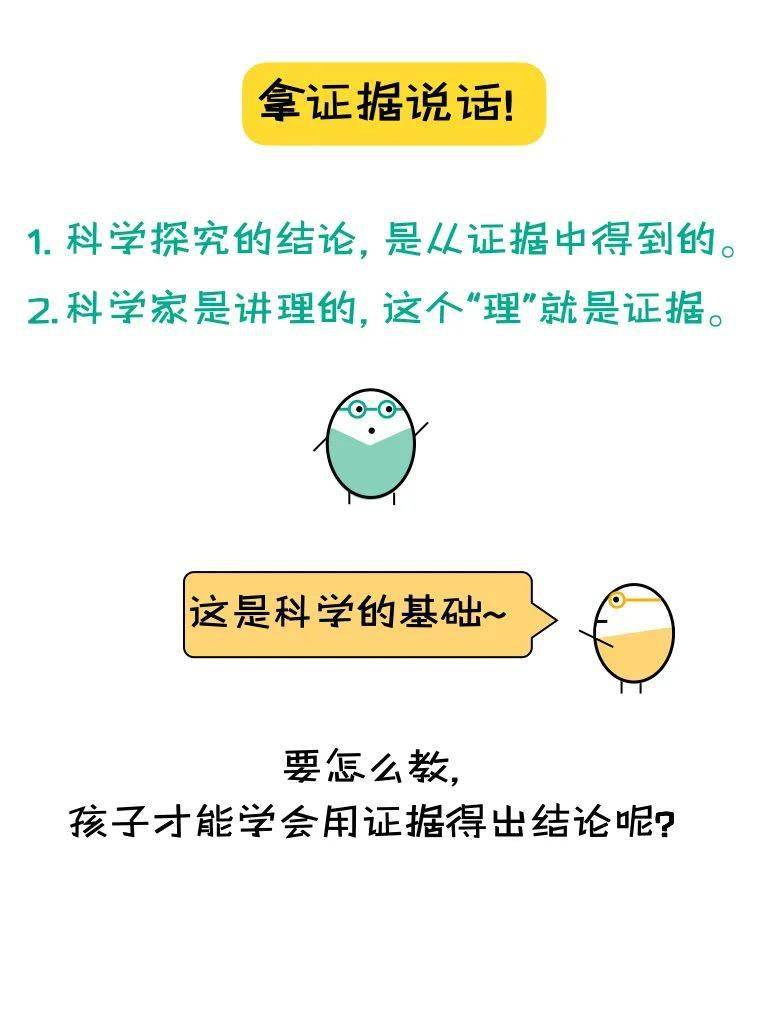 拿证据说话!
1. 科学探究的结论, 是从证据中得到的。
2. 科学家是讲理的, 这个“理”就是证据。
这是科学的基础~
要怎么教,
孩子才能学会用证据得出结论呢?